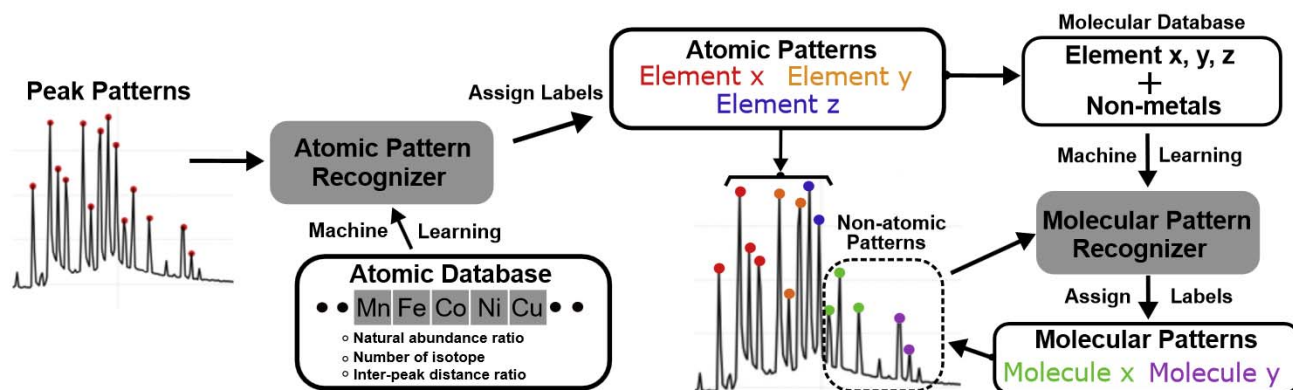 Peak Patterns
Atomic Pattern
Recognizer
Machine Learning
Atomic Database
Mn Fe Co Ni Cu
Natural abundance ratio
Number of isotope
Inter-peak distance ratio
Assign Labels
Atomic Patterns
Element x Element y
Element z
Molecular Database
Element x, y, z
+
Non-metals
Machine Learning
Non-atomic
Patterns
Molecular Pattern
Recognizer
Assign Labels
Molecular Patterns
Molecule x Molecule y